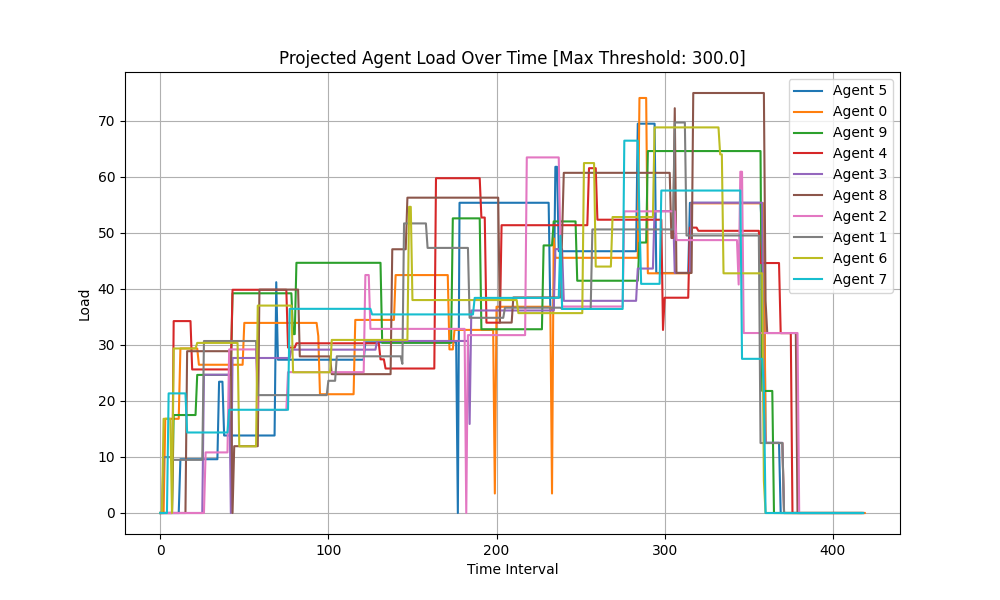 Projected Agent Load Over Time [Max Threshold: 300.0]
Load
70
60
50
40
30
20
10
0
0 100 200 300 400
Time Interval
Agent 5
Agent 0
Agent 9
Agent 4
Agent 3
Agent 8
Agent 2
Agent 1
Agent 6
Agent 7